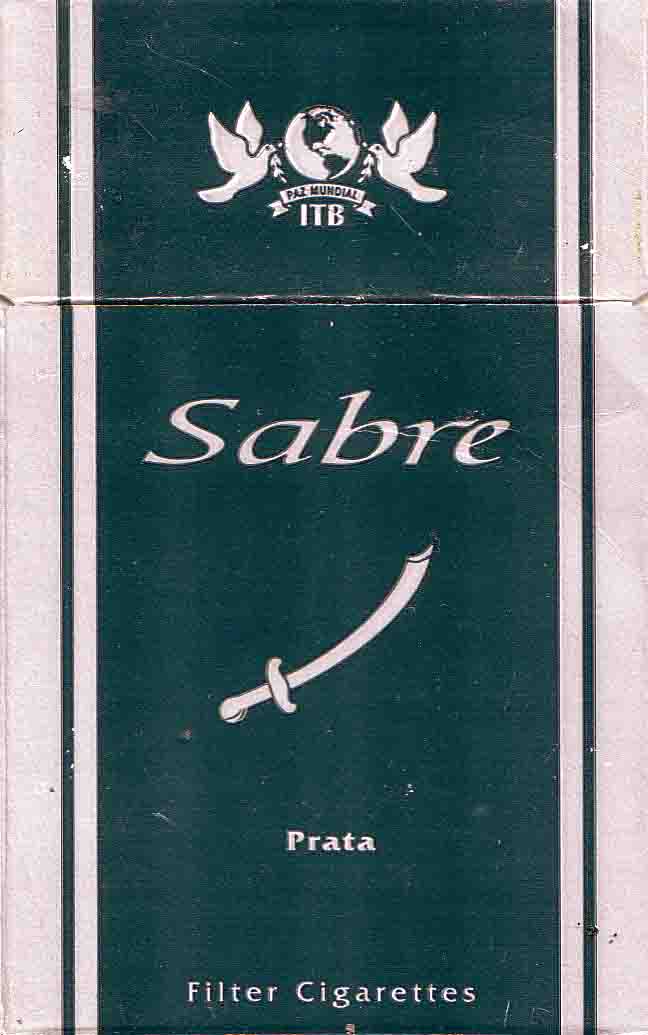 PAZ MUNDIAL
ITB
Sabre
Prata
Filter Cigarettes